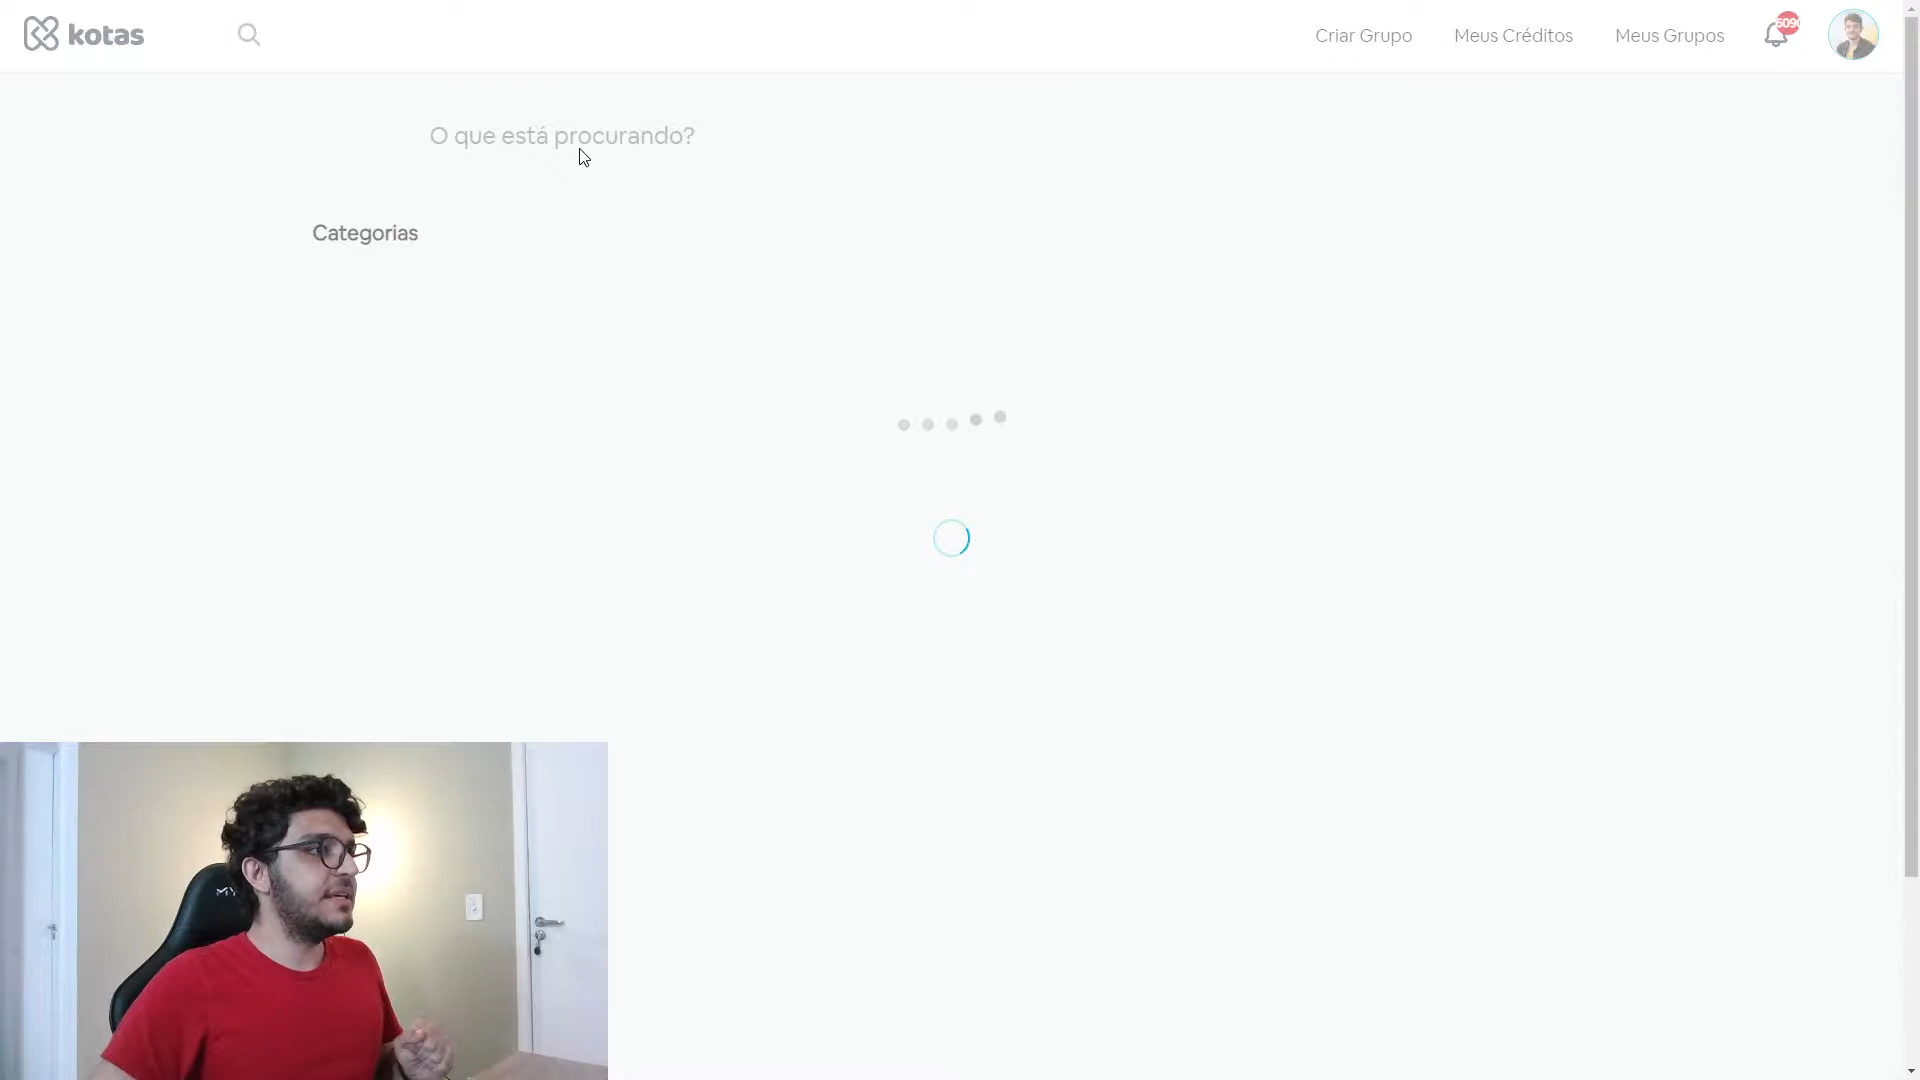 kotas
Criar Grupo
Meus Créditos
Meus Grupos
O que está procurando?
Categorias